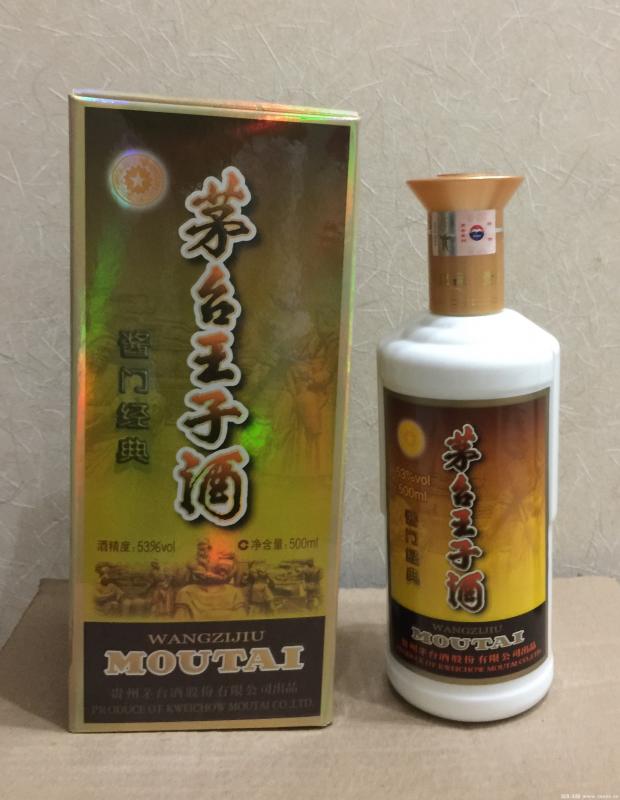 茅台王子酒
酱门经典
酒精度:53%vol
净含量:500ml
WANGZIJIU
MOUTAI
贵州茅台酒股份有限公司出品
PRODUCE OF KWEICHOW MOUTAI CO.,LTD.
茅台王子酒
53%vol
500ml
酱门经典
WANGZIJIU
MOUTAI
贵州茅台酒股份有限公司出品
PRODUCE OF KWEICHOW MOUTAI CO.,LTD.